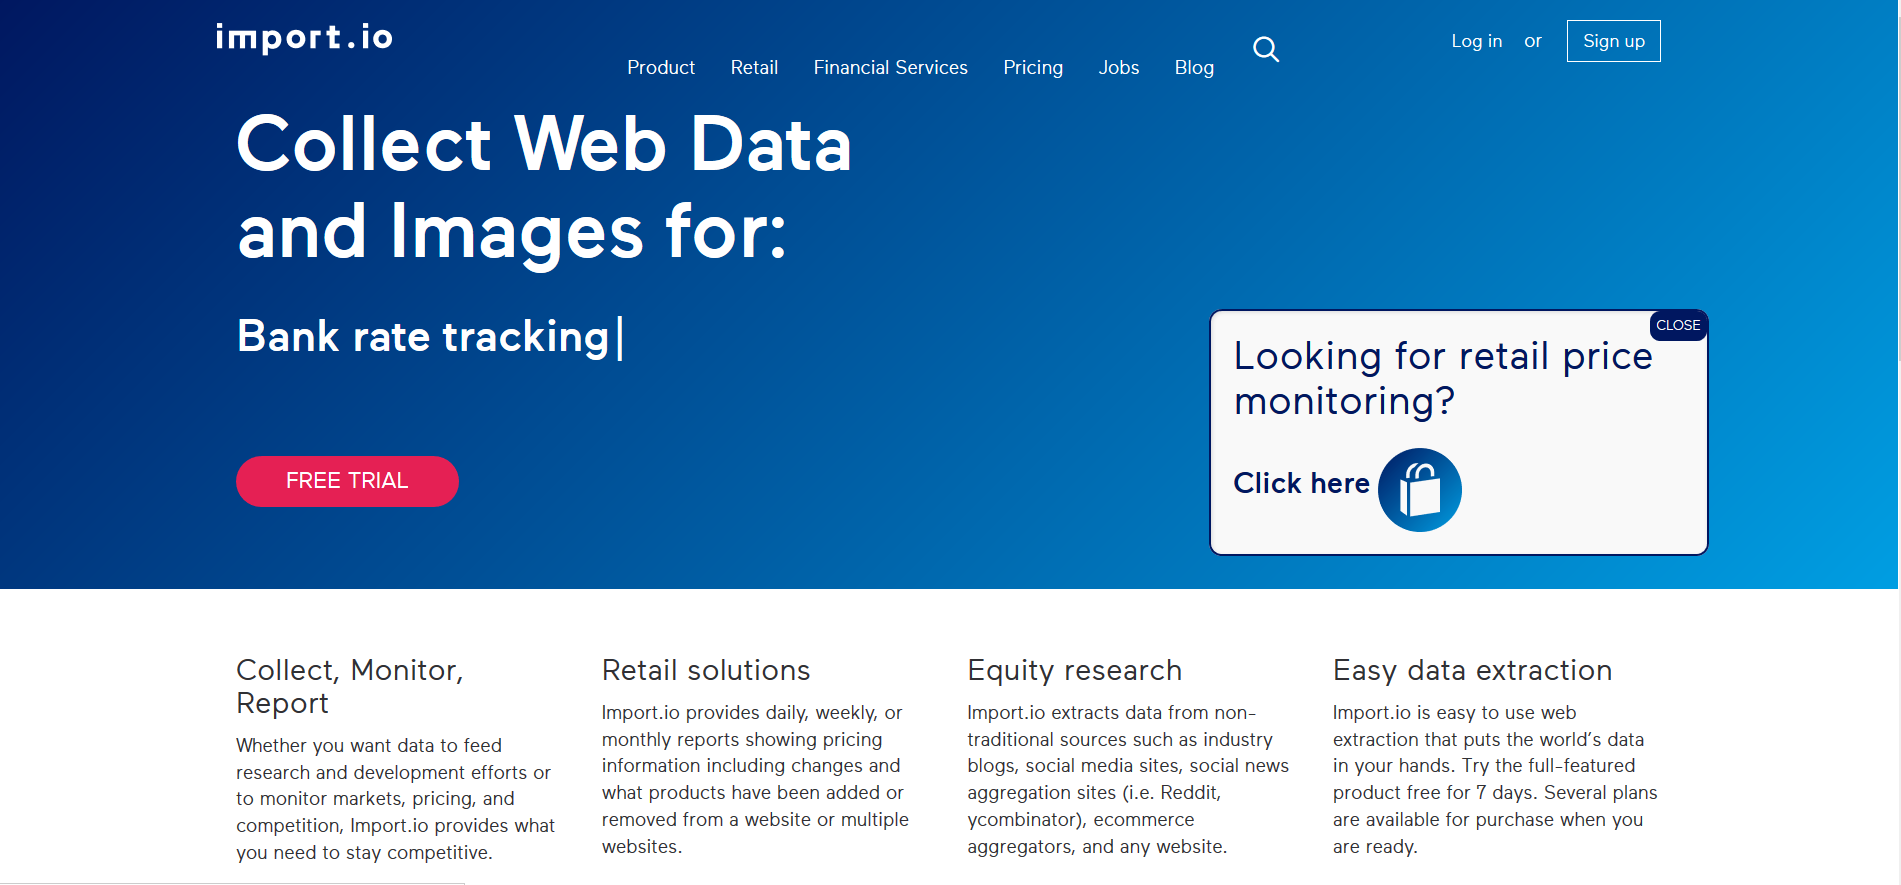 import.io
Product Retail Financial Services Pricing Jobs Blog
Log in or Sign up
Collect Web Data
and Images for:
Bank rate tracking|
FREE TRIAL
CLOSE
Looking for retail price
monitoring?
Click here
Collect, Monitor,
Report
Whether you want data to feed
research and development efforts or
to monitor markets, pricing, and
competition, Import.io provides what
you need to stay competitive.
Retail solutions
Import.io provides daily, weekly, or
monthly reports showing pricing
information including changes and
what products have been added or
removed from a website or multiple
websites.
Equity research
Import.io extracts data from non-
traditional sources such as industry
blogs, social media sites, social news
aggregation sites (i.e. Reddit,
ycombinator), ecommerce
aggregators, and any website.
Easy data extraction
Import.io is easy to use web
extraction that puts the world’s data
in your hands. Try the full-featured
product free for 7 days. Several plans
are available for purchase when you
are ready.